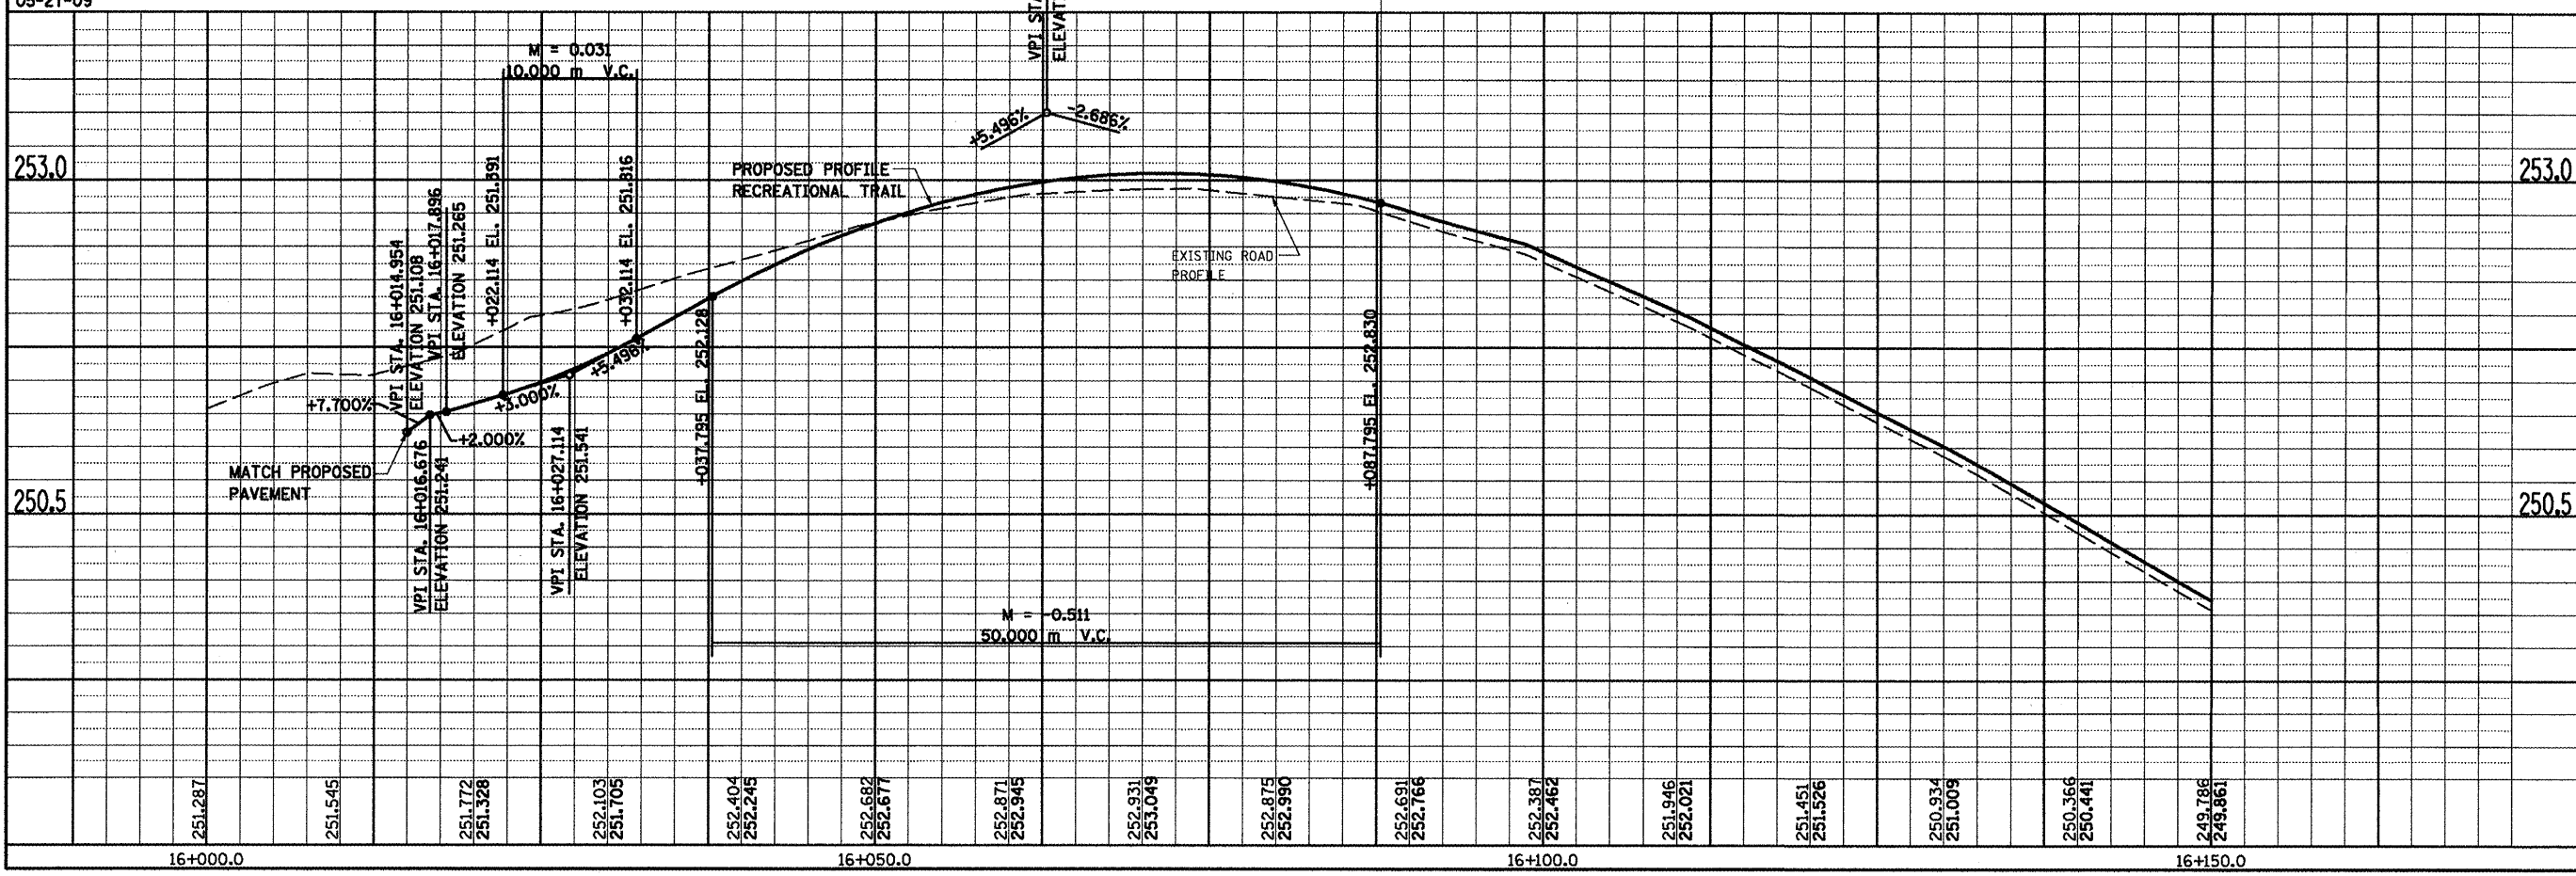 05-21-09
VPI STA
ELEVAT
M = 0.031
10.000 m V.C.
+5.496%
-2.686%
253.0
253.0
PROPOSED PROFILE
RECREATIONAL TRAIL
EXISTING ROAD
PROFILE
VPI STA. 16+014.954
ELEVATION 251.108
VPI STA. 16+017.896
ELEVATION 251.265
+022.114 EL. 251.391
+032.114 EL. 251.816
+7.700%
+2.000%
+3.000%
+5.496%
MATCH PROPOSED
PAVEMENT
VPI STA. 16+016.676
ELEVATION 251.241
VPI STA. 16+027.114
ELEVATION 251.541
+037.795 EL. 252.128
+087.795 EL. 252.830
250.5
250.5
M = -0.511
50.000 m V.C.
251.287
251.545
251.772
251.328
252.103
251.705
252.404
252.245
252.682
252.677
252.871
252.945
252.931
253.049
252.875
252.990
252.691
252.766
252.387
252.462
251.946
252.021
251.451
251.526
250.934
251.009
250.366
250.441
249.786
249.861
16+000.0
16+050.0
16+100.0
16+150.0